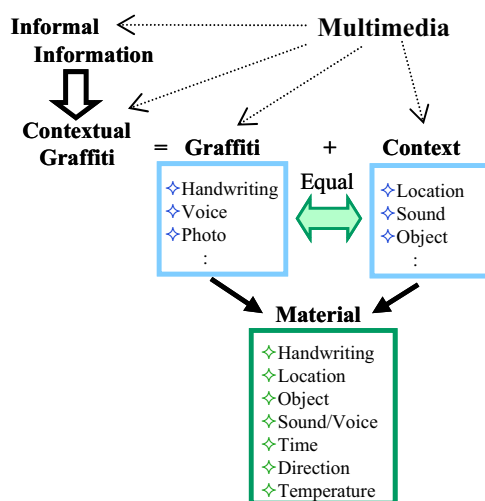 Informal Multimedia
Information
Contextual
Graffiti = Graffiti + Context
Equal
✧Handwriting
✧Voice
✧Photo
:
✧Location
✧Sound
✧Object
:
Material
✧Handwriting
✧Location
✧Object
✧Sound/Voice
✧Time
✧Direction
✧Temperature